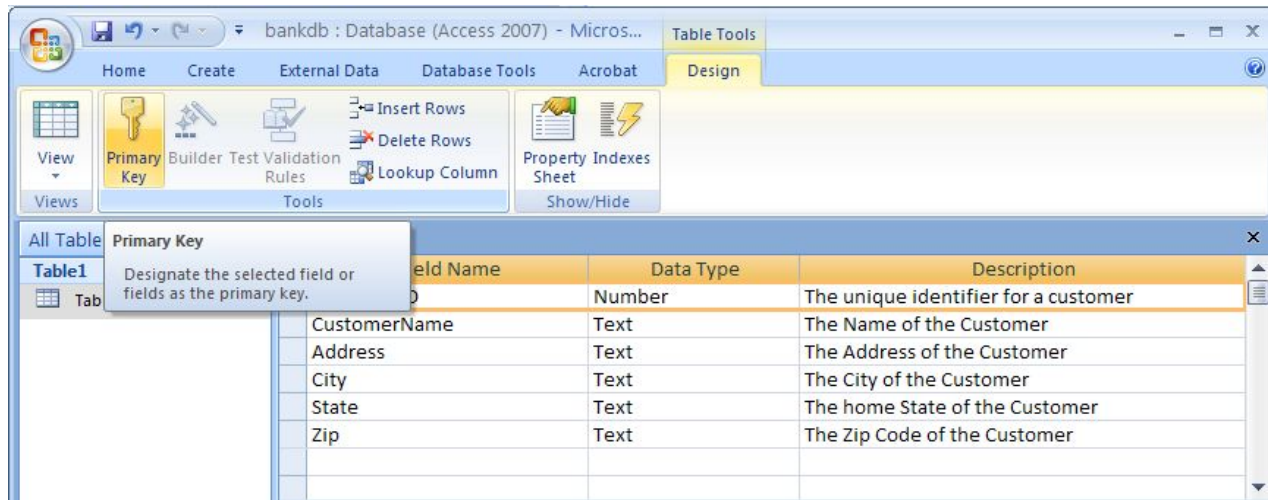 bankdb : Database (Access 2007) - Micros...
Table Tools
Home Create External Data Database Tools Acrobat Design
View
Primary Key
Builder
Test Validation Rules
Insert Rows
Delete Rows
Lookup Column
Property Sheet
Indexes
Views Tools Show/Hide
All Table
Primary Key
Designate the selected field or
fields as the primary key.
Table1
Tab
eld Name Data Type Description
Number The unique identifier for a customer
CustomerName Text The Name of the Customer
Address Text The Address of the Customer
City Text The City of the Customer
State Text The home State of the Customer
Zip Text The Zip Code of the Customer